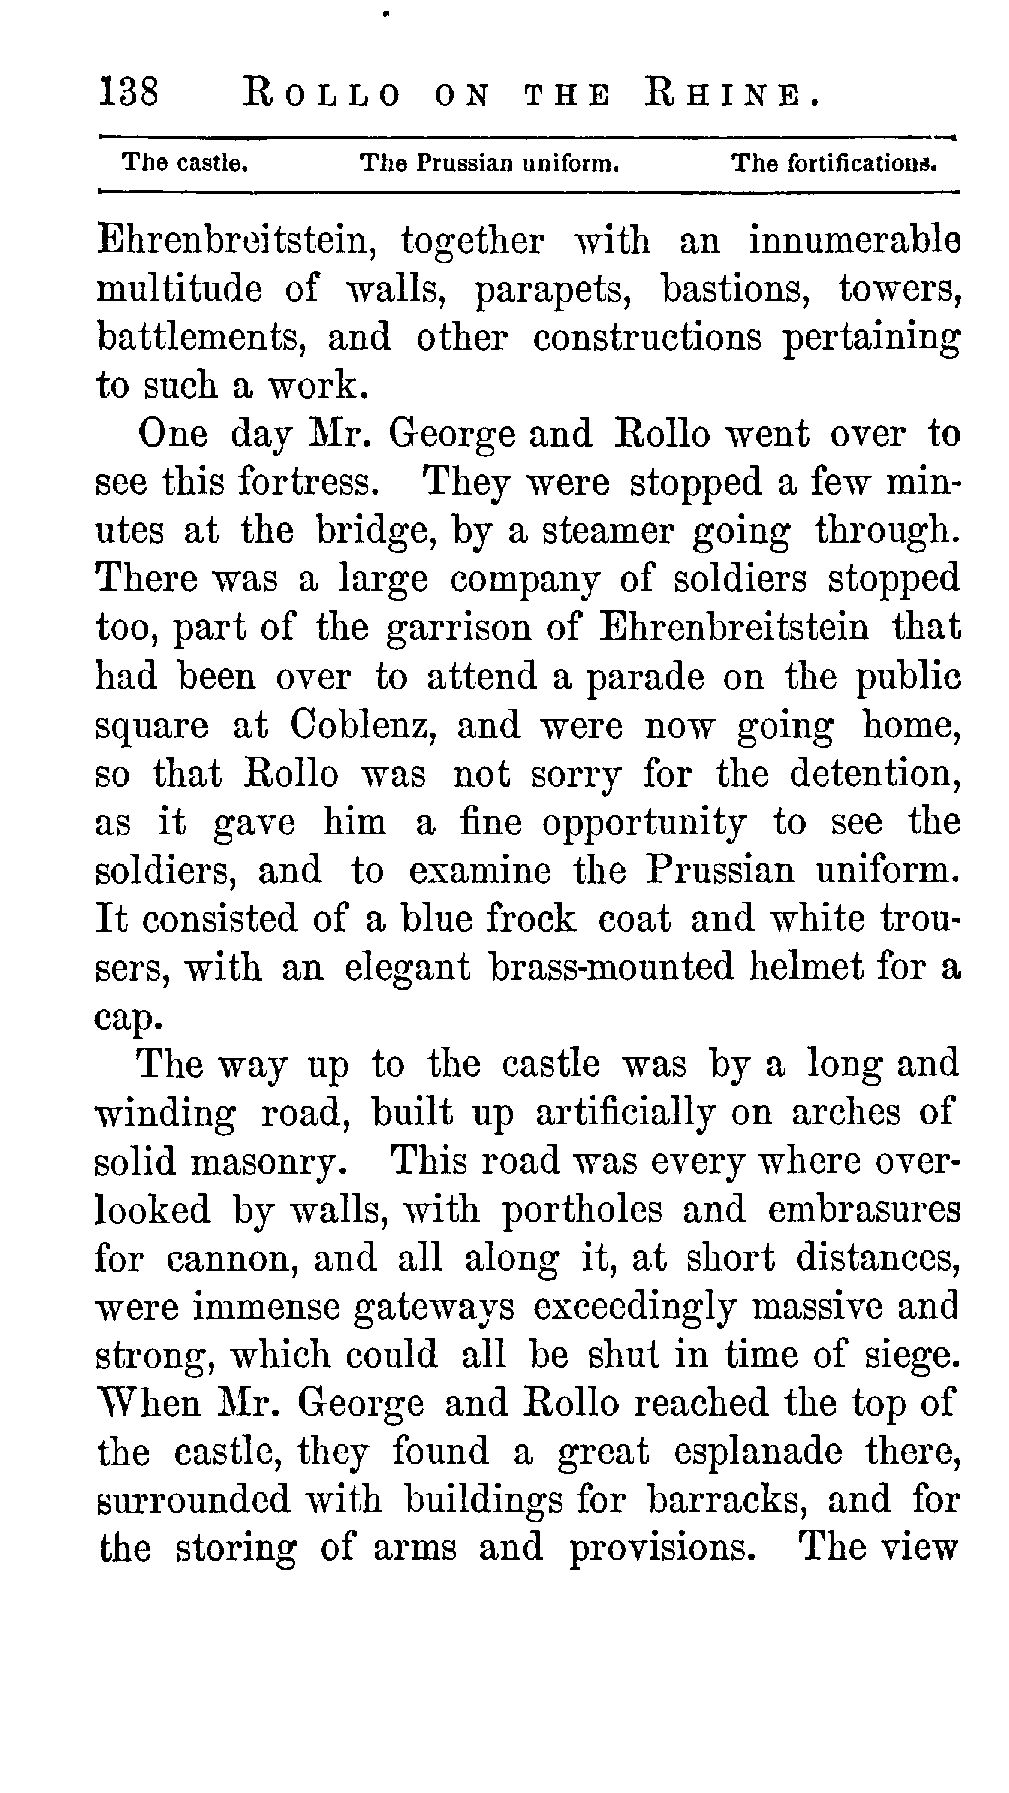 138 ROLLO ON THE RHINE.
The castle. The Prussian uniform. The fortifications.
Ehrenbreitstein, together with an innumerable
multitude of walls, parapets, bastions, towers,
battlements, and other constructions pertaining
to such a work.
One day Mr. George and Rollo went over to
see this fortress. They were stopped a few min-
utes at the bridge, by a steamer going through.
There was a large company of soldiers stopped
too, part of the garrison of Ehrenbreitstein that
had been over to attend a parade on the public
square at Coblenz, and were now going home,
so that Rollo was not sorry for the detention,
as it gave him a fine opportunity to see the
soldiers, and to examine the Prussian uniform.
It consisted of a blue frock coat and white trou-
sers, with an elegant brass-mounted helmet for a
cap.
The way up to the castle was by a long and
winding road, built up artificially on arches of
solid masonry. This road was every where over-
looked by walls, with portholes and embrasures
for cannon, and all along it, at short distances,
were immense gateways exceedingly massive and
strong, which could all be shut in time of siege.
When Mr. George and Rollo reached the top of
the castle, they found a great esplanade there,
surrounded with buildings for barracks, and for
the storing of arms and provisions. The view